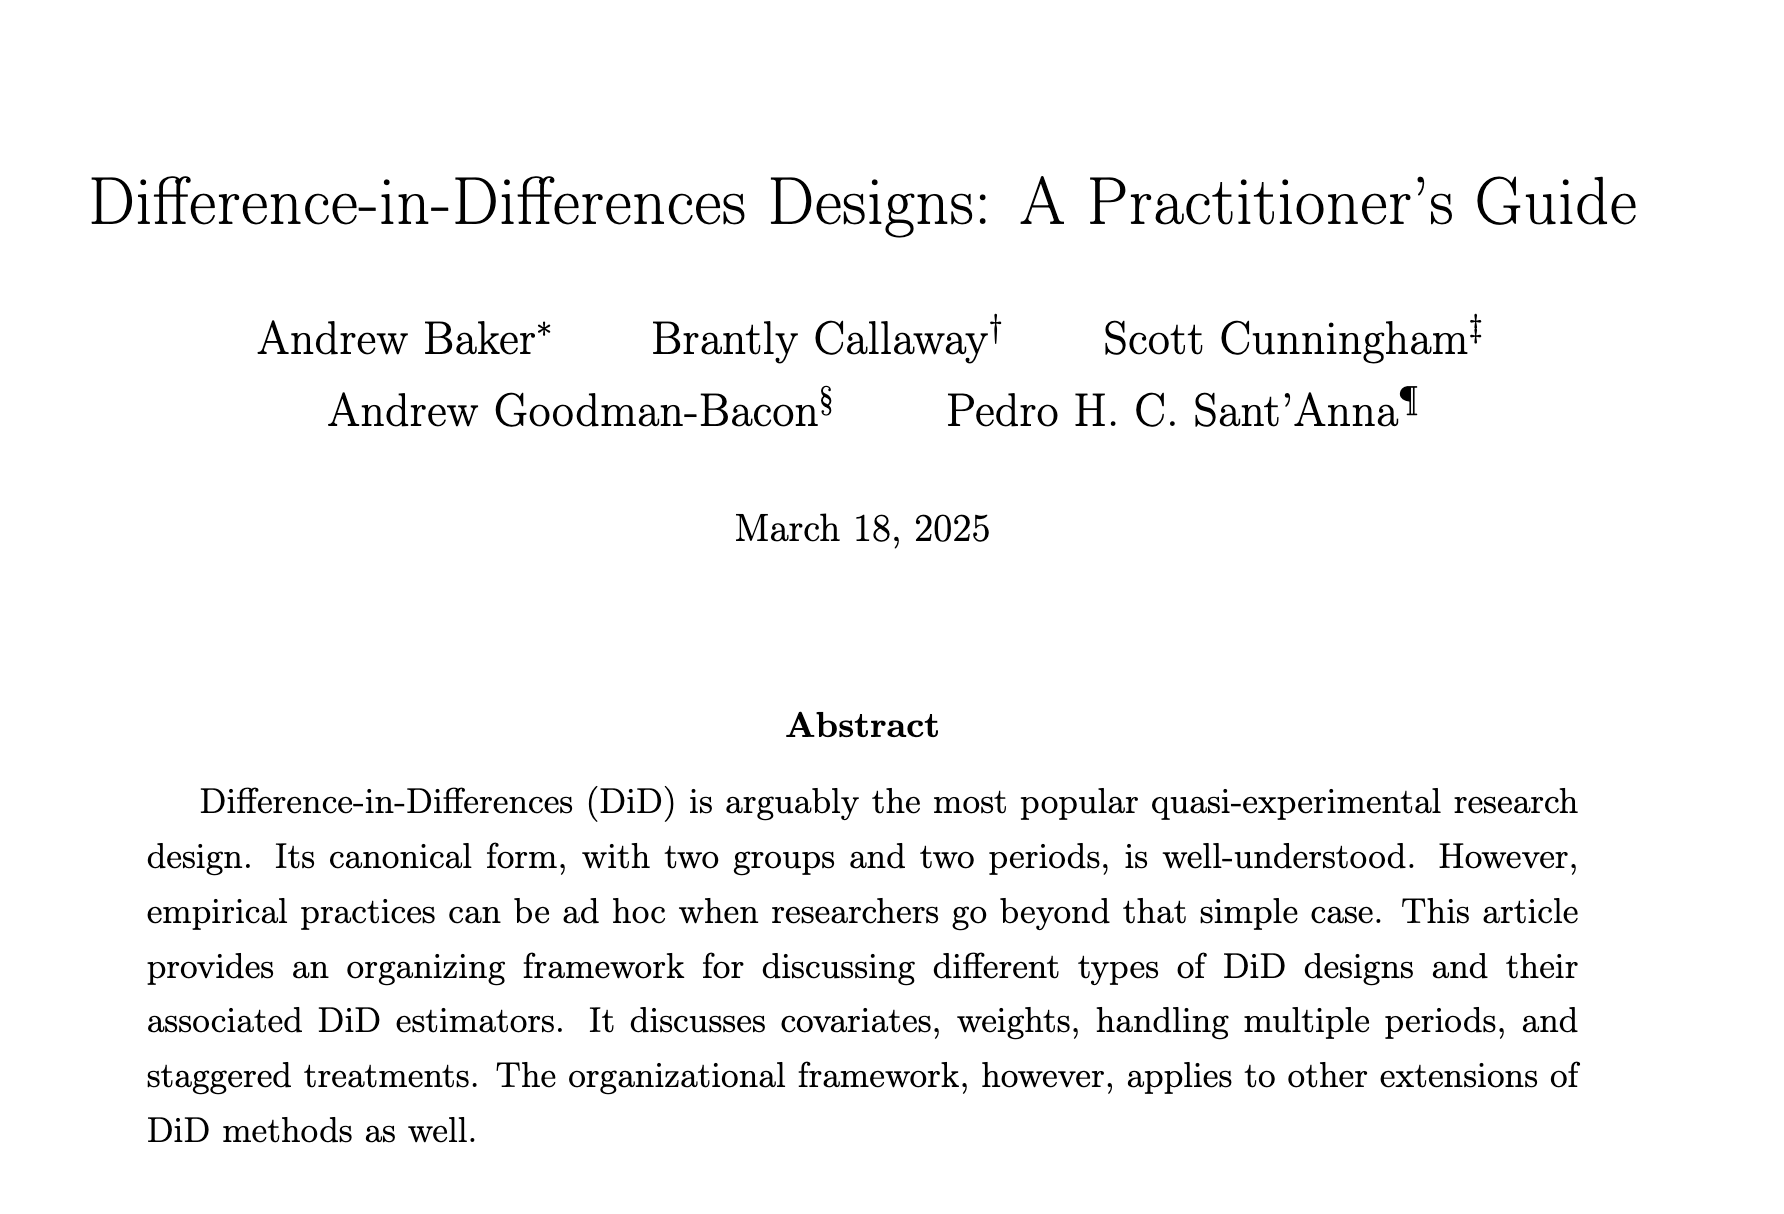 Difference-in-Differences Designs: A Practitioner's Guide
Andrew Baker* Brantly Callaway† Scott Cunningham‡
Andrew Goodman-Bacon§ Pedro H. C. Sant'Anna¶
March 18, 2025
Abstract
Difference-in-Differences (DiD) is arguably the most popular quasi-experimental research
design. Its canonical form, with two groups and two periods, is well-understood. However,
empirical practices can be ad hoc when researchers go beyond that simple case. This article
provides an organizing framework for discussing different types of DiD designs and their
associated DiD estimators. It discusses covariates, weights, handling multiple periods, and
staggered treatments. The organizational framework, however, applies to other extensions of
DiD methods as well.